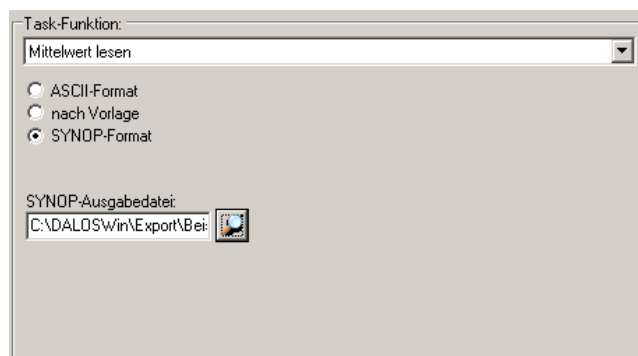 Task-Funktion:
Mittelwert lesen
ASCII-Format
nach Vorlage
SYNOP-Format
SYNOP-Ausgabedatei:
C:\DALOSWin\Export\Bei